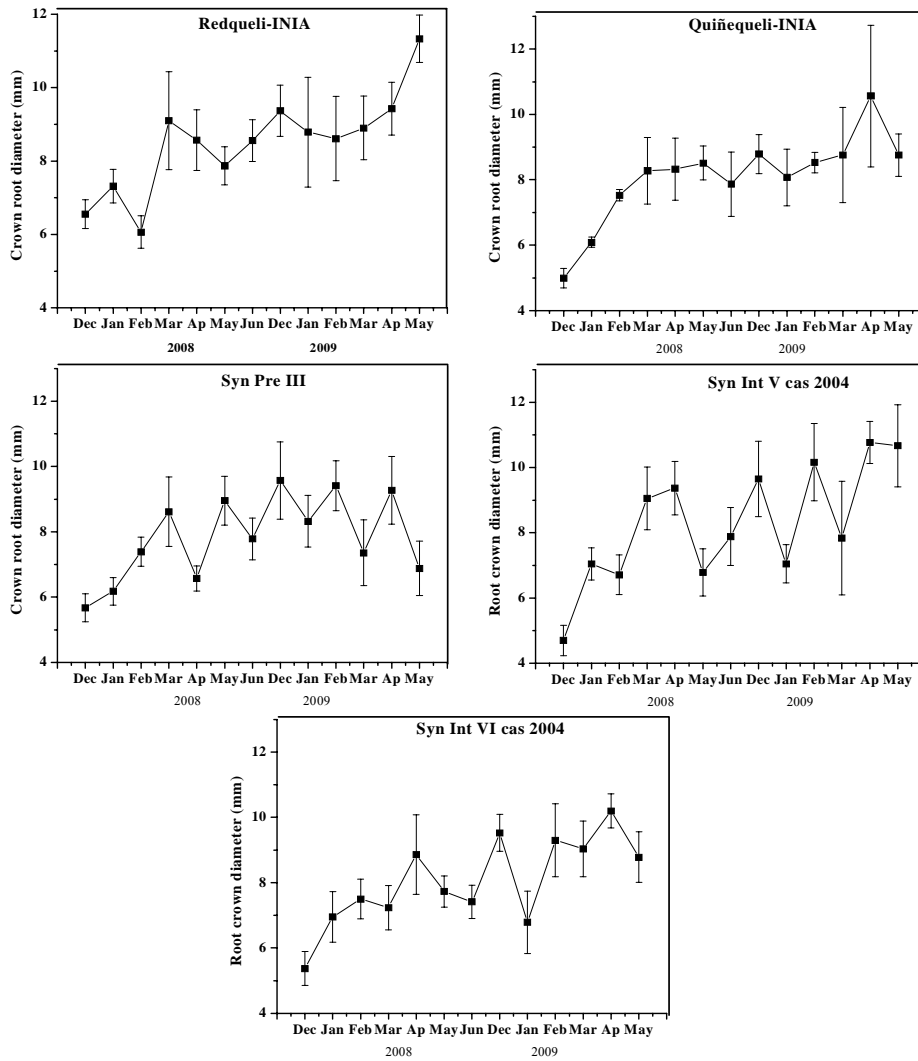 Redqueli-INIA
Crown root diameter (mm)
12
10
8
6
4
Dec Jan Feb Mar Ap May Jun Dec Jan Feb Mar Ap May
2008 2009
Quiñequeli-INIA
Crown root diameter (mm)
12
10
8
6
4
Dec Jan Feb Mar Ap May Jun Dec Jan Feb Mar Ap May
2008 2009
Syn Pre III
Crown root diameter (mm)
12
10
8
6
4
Dec Jan Feb Mar Ap May Jun Dec Jan Feb Mar Ap May
2008 2009
Syn Int V cas 2004
Root crown diameter (mm)
12
10
8
6
4
Dec Jan Feb Mar Ap May Jun Dec Jan Feb Mar Ap May
2008 2009
Syn Int VI cas 2004
Root crown diameter (mm)
12
10
8
6
4
Dec Jan Feb Mar Ap May Jun Dec Jan Feb Mar Ap May
2008 2009